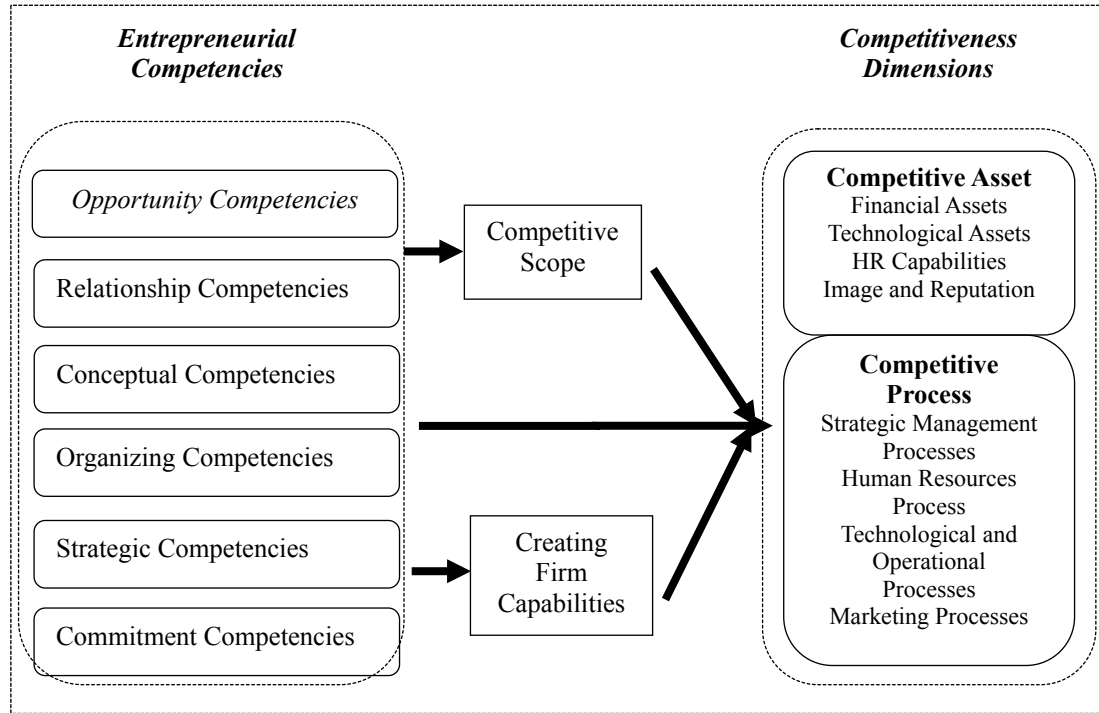 Entrepreneurial
Competencies
Competitiveness
Dimensions
Opportunity Competencies
Relationship Competencies
Conceptual Competencies
Organizing Competencies
Strategic Competencies
Commitment Competencies
Competitive
Scope
Creating
Firm
Capabilities
Competitive Asset
Financial Assets
Technological Assets
HR Capabilities
Image and Reputation
Competitive
Process
Strategic Management
Processes
Human Resources
Process
Technological and
Operational
Processes
Marketing Processes